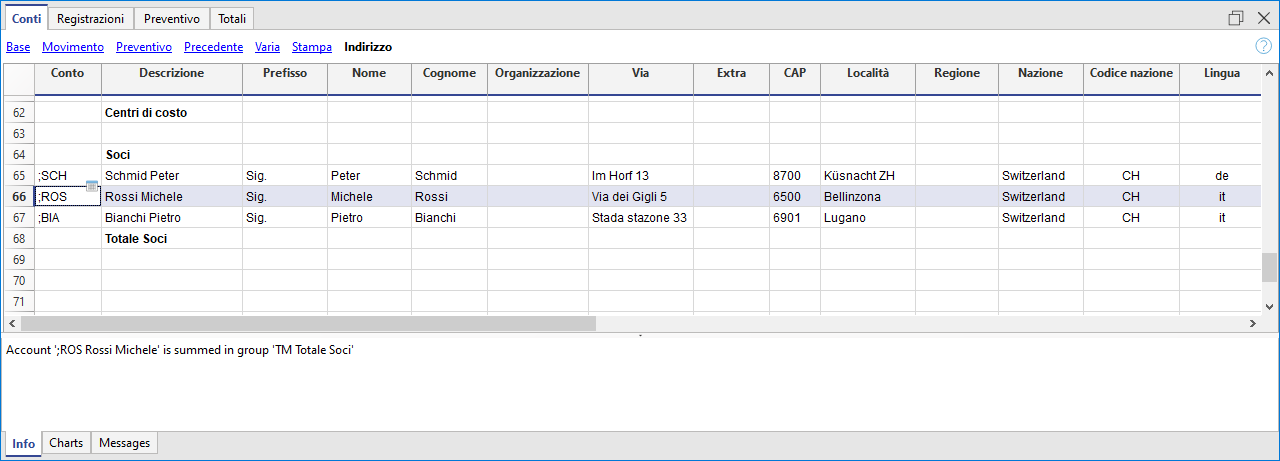 Conti Registrazioni Preventivo Totali
Base Movimento Preventivo Precedente Varia Stampa Indirizzo ?
Conto Descrizione Prefisso Nome Cognome Organizzazione Via Extra CAP Località Regione Nazione Codice nazione Lingua
62 Centri di costo
63
64 Soci
65 ;SCH Schmid Peter Sig. Peter Schmid Im Horf 13 8700 Küsnacht ZH Switzerland CH de
66 ;ROS Rossi Michele Sig. Michele Rossi Via dei Gigli 5 6500 Bellinzona Switzerland CH it
67 ;BIA Bianchi Pietro Sig. Pietro Bianchi Stada stazone 33 6901 Lugano Switzerland CH it
68 Totale Soci
69
70
71
Account ';ROS Rossi Michele' is summed in group 'TM Totale Soci'
Info Charts Messages